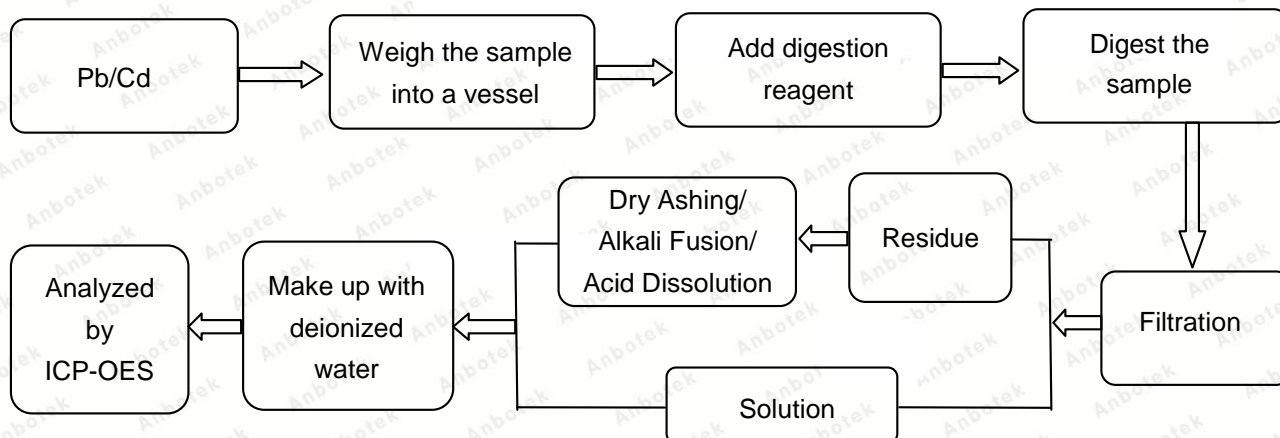 Pb/Cd
Weigh the sample
into a vessel
Add digestion
reagent
Digest the
sample
Filtration
Residue
Dry Ashing/
Alkali Fusion/
Acid Dissolution
Solution
Make up with
deionized
water
Analyzed
by
ICP-OES
Anbotek